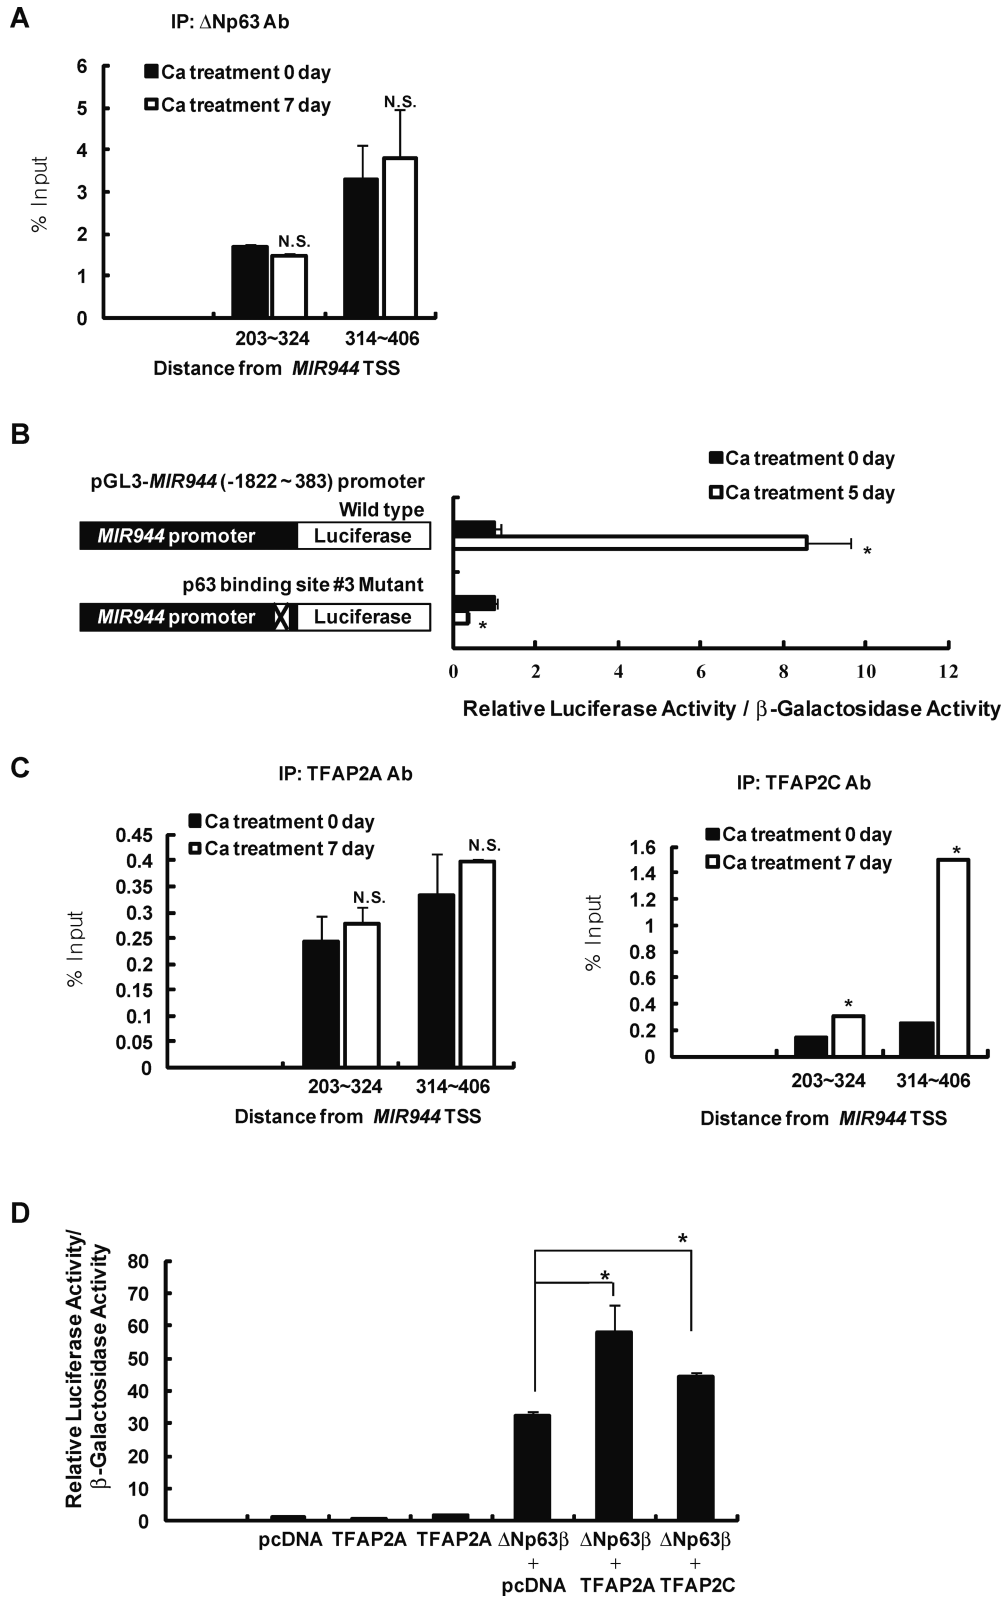 A
IP: ΔNp63 Ab
Ca treatment 0 day
Ca treatment 7 day
6
5
4
3
2
1
0
% Input
N.S.
N.S.
203~324
314~406
Distance from MIR944 TSS
B
pGL3-MIR944 (-1822 ~ 383) promoter
Wild type
MIR944 promoter
Luciferase
p63 binding site #3 Mutant
MIR944 promoter
X
Luciferase
Ca treatment 0 day
Ca treatment 5 day
*
*
0 2 4 6 8 10 12
Relative Luciferase Activity / β-Galactosidase Activity
C
IP: TFAP2A Ab
Ca treatment 0 day
Ca treatment 7 day
0.45
0.4
0.35
0.3
0.25
0.2
0.15
0.1
0.05
0
% Input
N.S.
N.S.
203~324
314~406
Distance from MIR944 TSS
IP: TFAP2C Ab
Ca treatment 0 day
Ca treatment 7 day
1.6
1.4
1.2
1
0.8
0.6
0.4
0.2
0
% Input
*
*
203~324
314~406
Distance from MIR944 TSS
D
Relative Luciferase Activity/
β-Galactosidase Activity
80
70
60
50
40
30
20
10
0
*
*
pcDNA TFAP2A TFAP2A ΔNp63β ΔNp63β ΔNp63β
+ + +
pcDNA TFAP2A TFAP2C